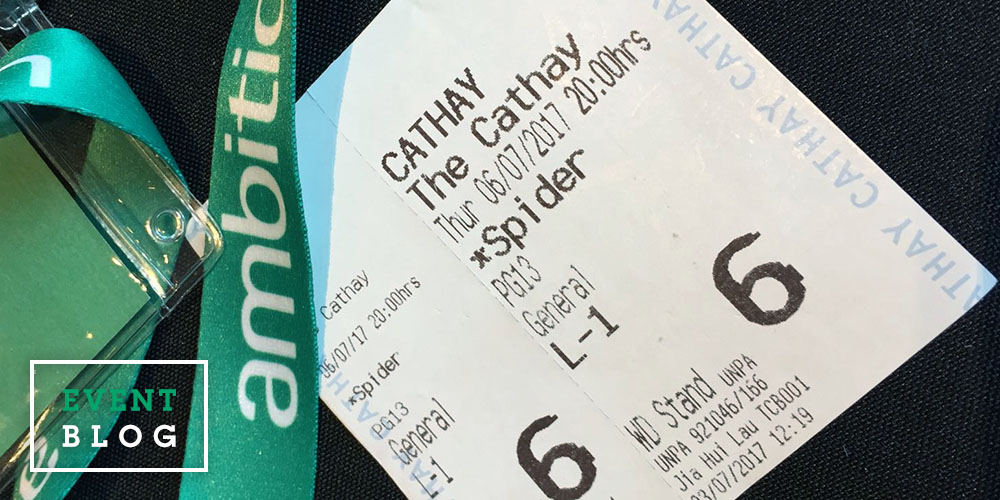 ambitio
CATHAY
The Cathay
Thur 06/07/2017 20:00hrs
*Spider
PG13
General
L-1
6
WD Stand UNPA
UNPA 921046/166
Jia Hui Lau TCB001
03/07/2017 12:19
CATHAY CATHAY CATHAY
Cathay
06/07/17 20:00hrs
*Spider
PG13
General
L-1
6
EVENT
BLOG